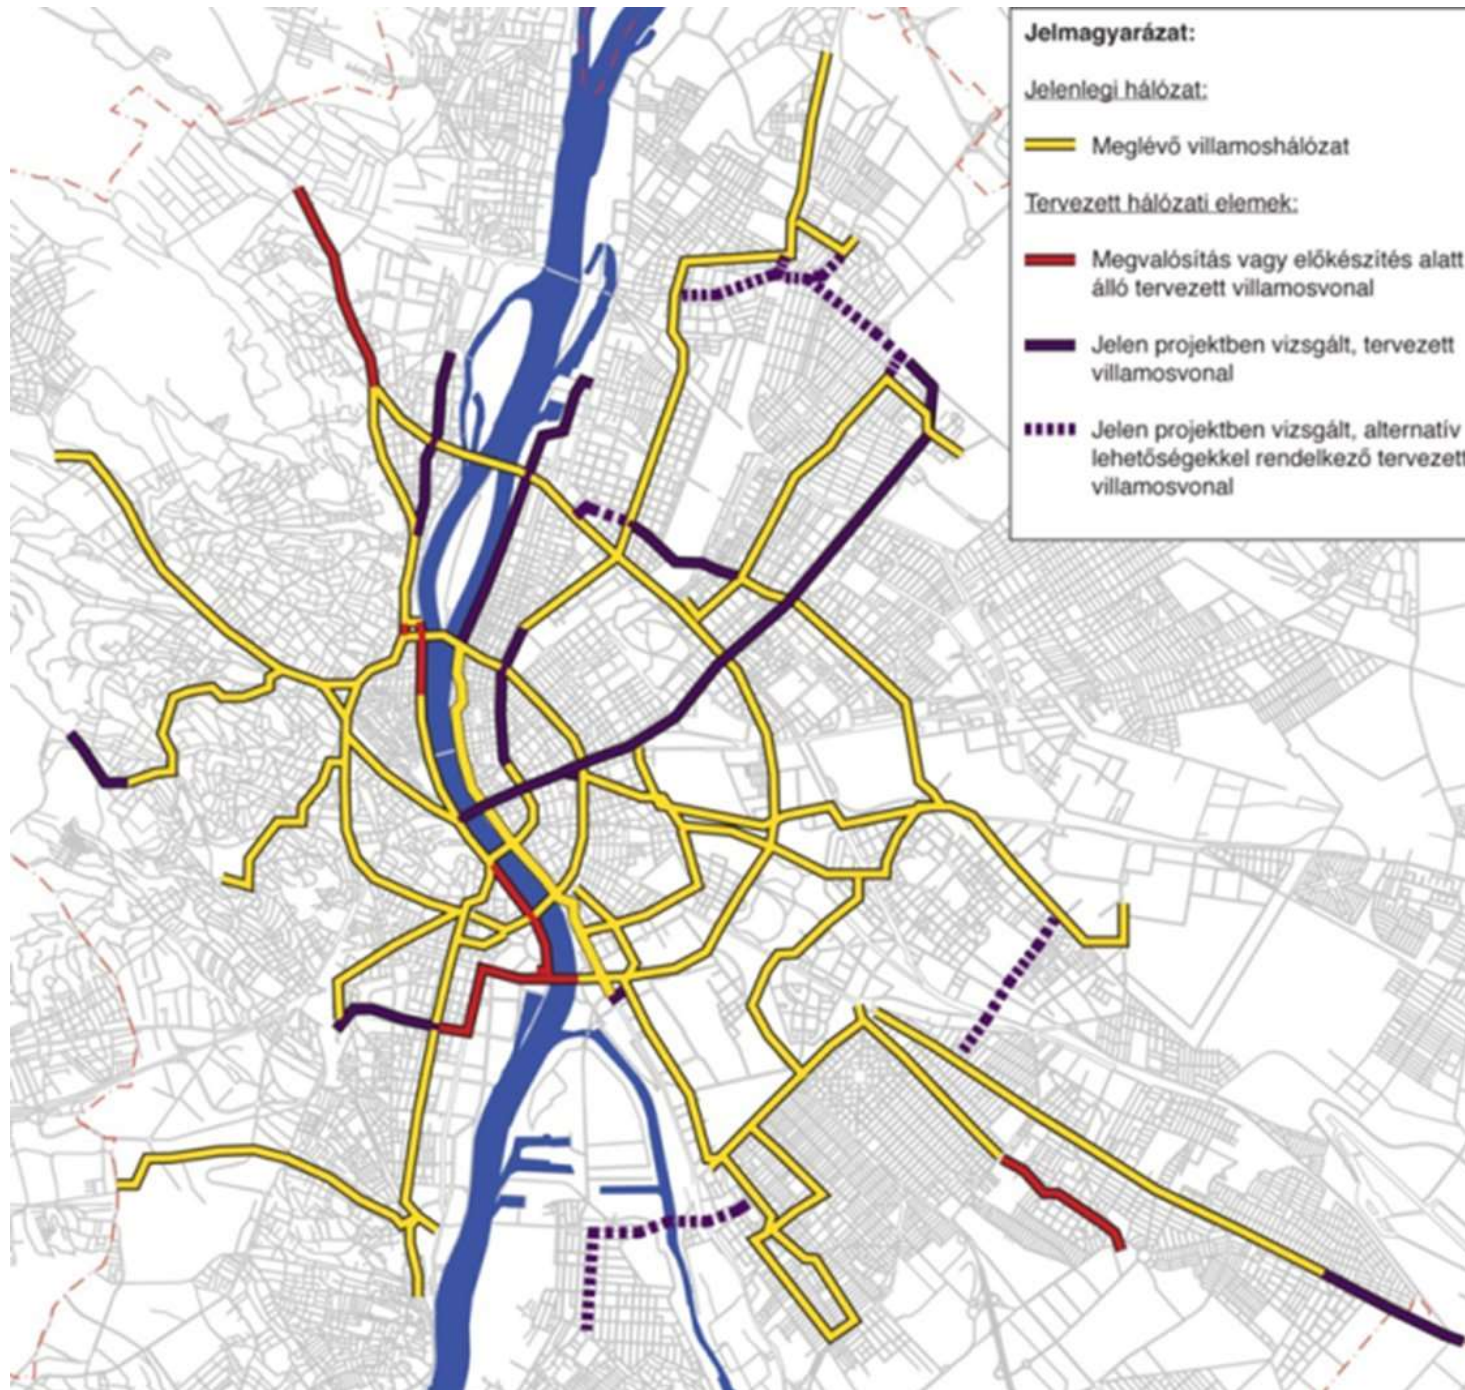 Jelmagyarázat:
Jelenlegi hálózat:
Meglévő villamoshálózat
Tervezett hálózati elemek:
Megvalósítás vagy előkészítés alatt
álló tervezett villamosvonal
Jelen projektben vizsgált, tervezett
villamosvonal
Jelen projektben vizsgált, alternatív
lehetőségekkel rendelkező tervezett
villamosvonal